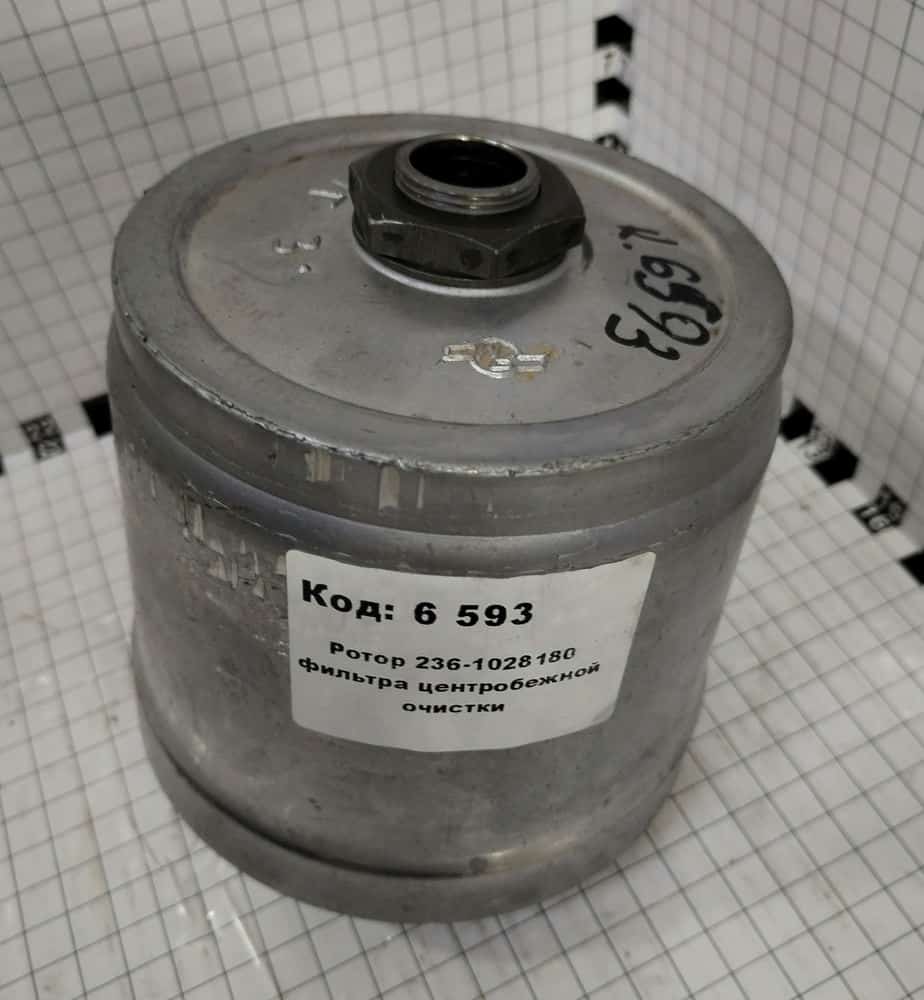 К. 6593
Код: 6 593
Ротор 236-1028180
фильтра центробежной
очистки